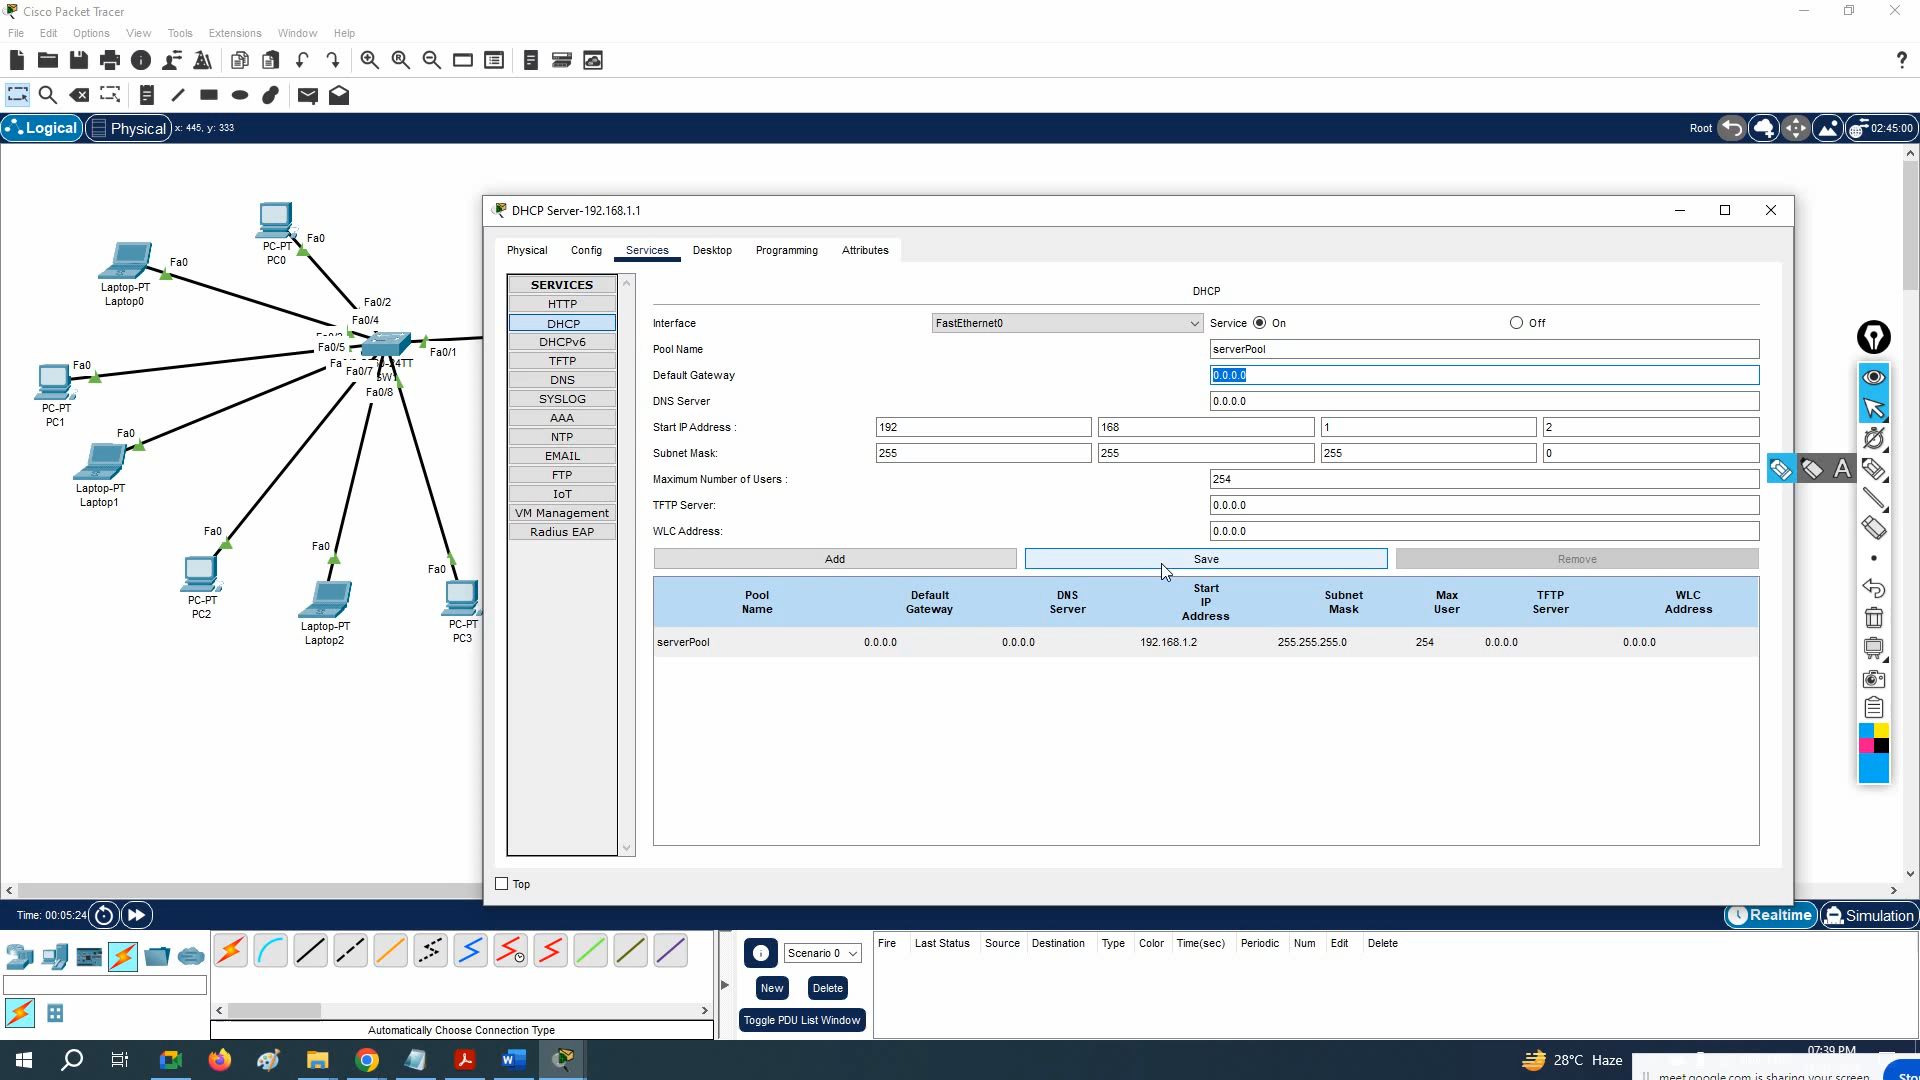 Cisco Packet Tracer
File Edit Options View Tools Extensions Window Help
Logical Physical x: 445, y: 333 Root 02:45:00
PC-PT
PC0
Fa0
Laptop-PT
Laptop0
Fa0
Fa0/2
Fa0/4
Fa0/5
Fa0/1
Fa0/7
Fa0/8
PC-PT
PC1
Fa0
Laptop-PT
Laptop1
Fa0
PC-PT
PC2
Fa0
Laptop-PT
Laptop2
Fa0
PC-PT
PC3
Fa0
DHCP Server-192.168.1.1
Physical Config Services Desktop Programming Attributes
SERVICES
HTTP
DHCP
DHCPv6
TFTP
DNS
SYSLOG
AAA
NTP
EMAIL
FTP
IoT
VM Management
Radius EAP
DHCP
Interface FastEthernet0 Service On Off
Pool Name serverPool
Default Gateway 0.0.0.0
DNS Server 0.0.0.0
Start IP Address : 192 168 1 2
Subnet Mask: 255 255 255 0
Maximum Number of Users : 254
TFTP Server: 0.0.0.0
WLC Address: 0.0.0.0
Add Save Remove
Pool Name Default Gateway DNS Server Start IP Address Subnet Mask Max User TFTP Server WLC Address
serverPool 0.0.0.0 0.0.0.0 192.168.1.2 255.255.255.0 254 0.0.0.0 0.0.0.0
Top
Time: 00:05:24 Realtime Simulation
Scenario 0
New Delete
Toggle PDU List Window
Fire Last Status Source Destination Type Color Time(sec) Periodic Num Edit Delete
Automatically Choose Connection Type
28°C Haze
07:39 PM
meet.google.com is sharing your screen.